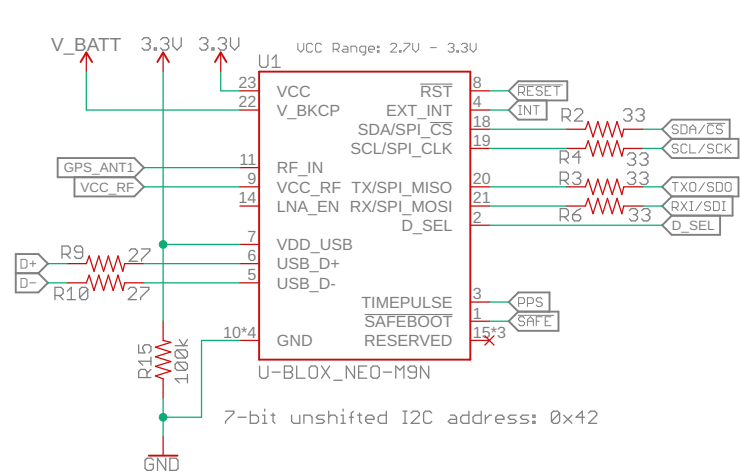 V_BATT 3.3V 3.3V VCC Range: 2.7V - 3.3V
U1
23 VCC RST 8 RESET
22 V_BKCP EXT_INT 4 INT
SDA/SPI_CS 18 R2 33 SDA/CS
SCL/SPI_CLK 19 R4 33 SCL/SCK
GPS_ANT1 11 RF_IN
VCC_RF 9 VCC_RF TX/SPI_MISO 20 R3 33 TXO/SDO
14 LNA_EN RX/SPI_MOSI 21 R6 33 RXI/SDI
D_SEL 2 D_SEL
7 VDD_USB
D+ R9 27 6 USB_D+
D- R10 27 5 USB_D-
TIMEPULSE 3 PPS
SAFEBOOT 1 SAFE
10*4 GND RESERVED 15*3
R15 100k
U-BLOX_NEO-M9N
7-bit unshifted I2C address: 0x42
GND